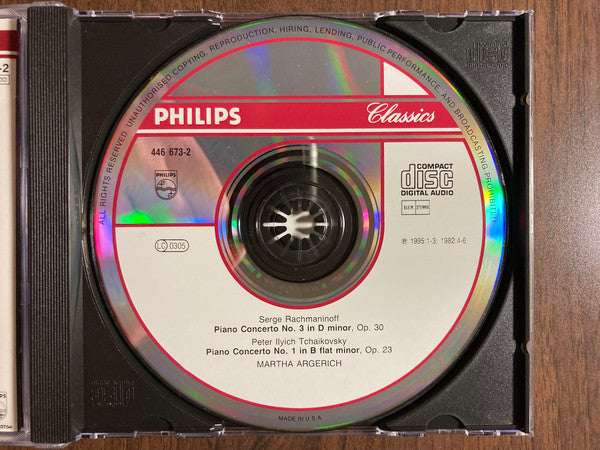 ALL RIGHTS RESERVED. UNAUTHORISED COPYING, REPRODUCTION, HIRING, LENDING, PUBLIC PERFORMANCE AND BROADCASTING PROHIBITED.
PHILIPS
Classics
446 673-2
PHILIPS
COMPACT
disc
DIGITAL AUDIO
BIEM
STEMRA
LC 0305
℗ 1995:1-3; 1982:4-6
Serge Rachmaninoff
Piano Concerto No. 3 in D minor, Op. 30
Peter Ilyich Tchaikovsky
Piano Concerto No. 1 in B flat minor, Op. 23
MARTHA ARGERICH
MADE IN U.S.A.
-2